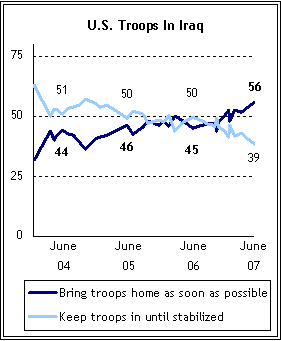 U.S. Troops In Iraq
75
51 50 50 56
50
44 46 45 39
25
0
June June June June
04 05 06 07
Bring troops home as soon as possible
Keep troops in until stabilized